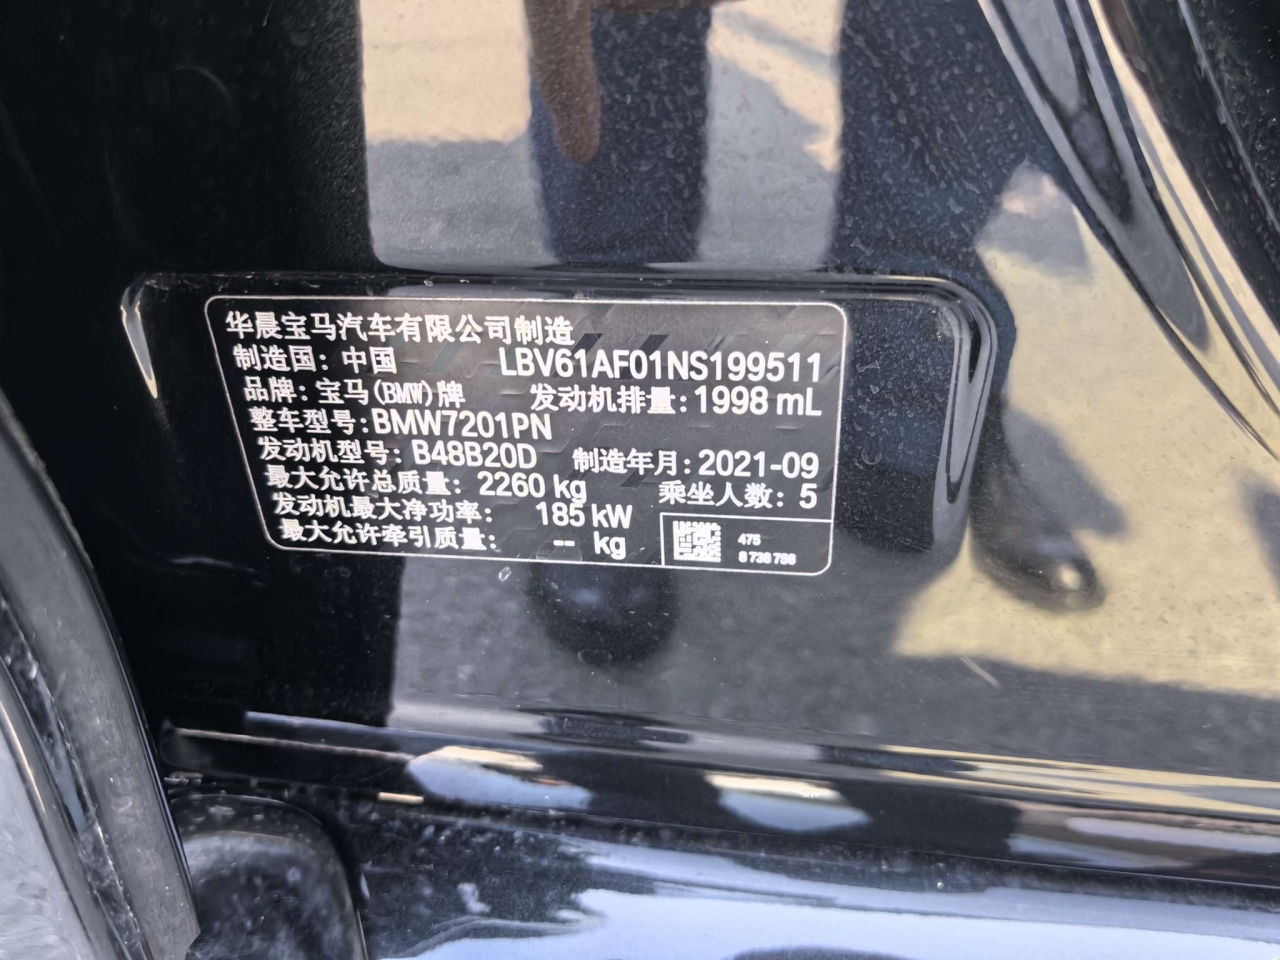 华晨宝马汽车有限公司制造
制造国：中国 LBV61AF01NS199511
品牌：宝马(BMW)牌 发动机排量：1998 mL
整车型号：BMW7201PN
发动机型号：B48B20D 制造年月：2021-09
最大允许总质量：2260 kg 乘坐人数：5
发动机最大净功率：185 kW
最大允许牵引质量：-- kg
475
8 738 756